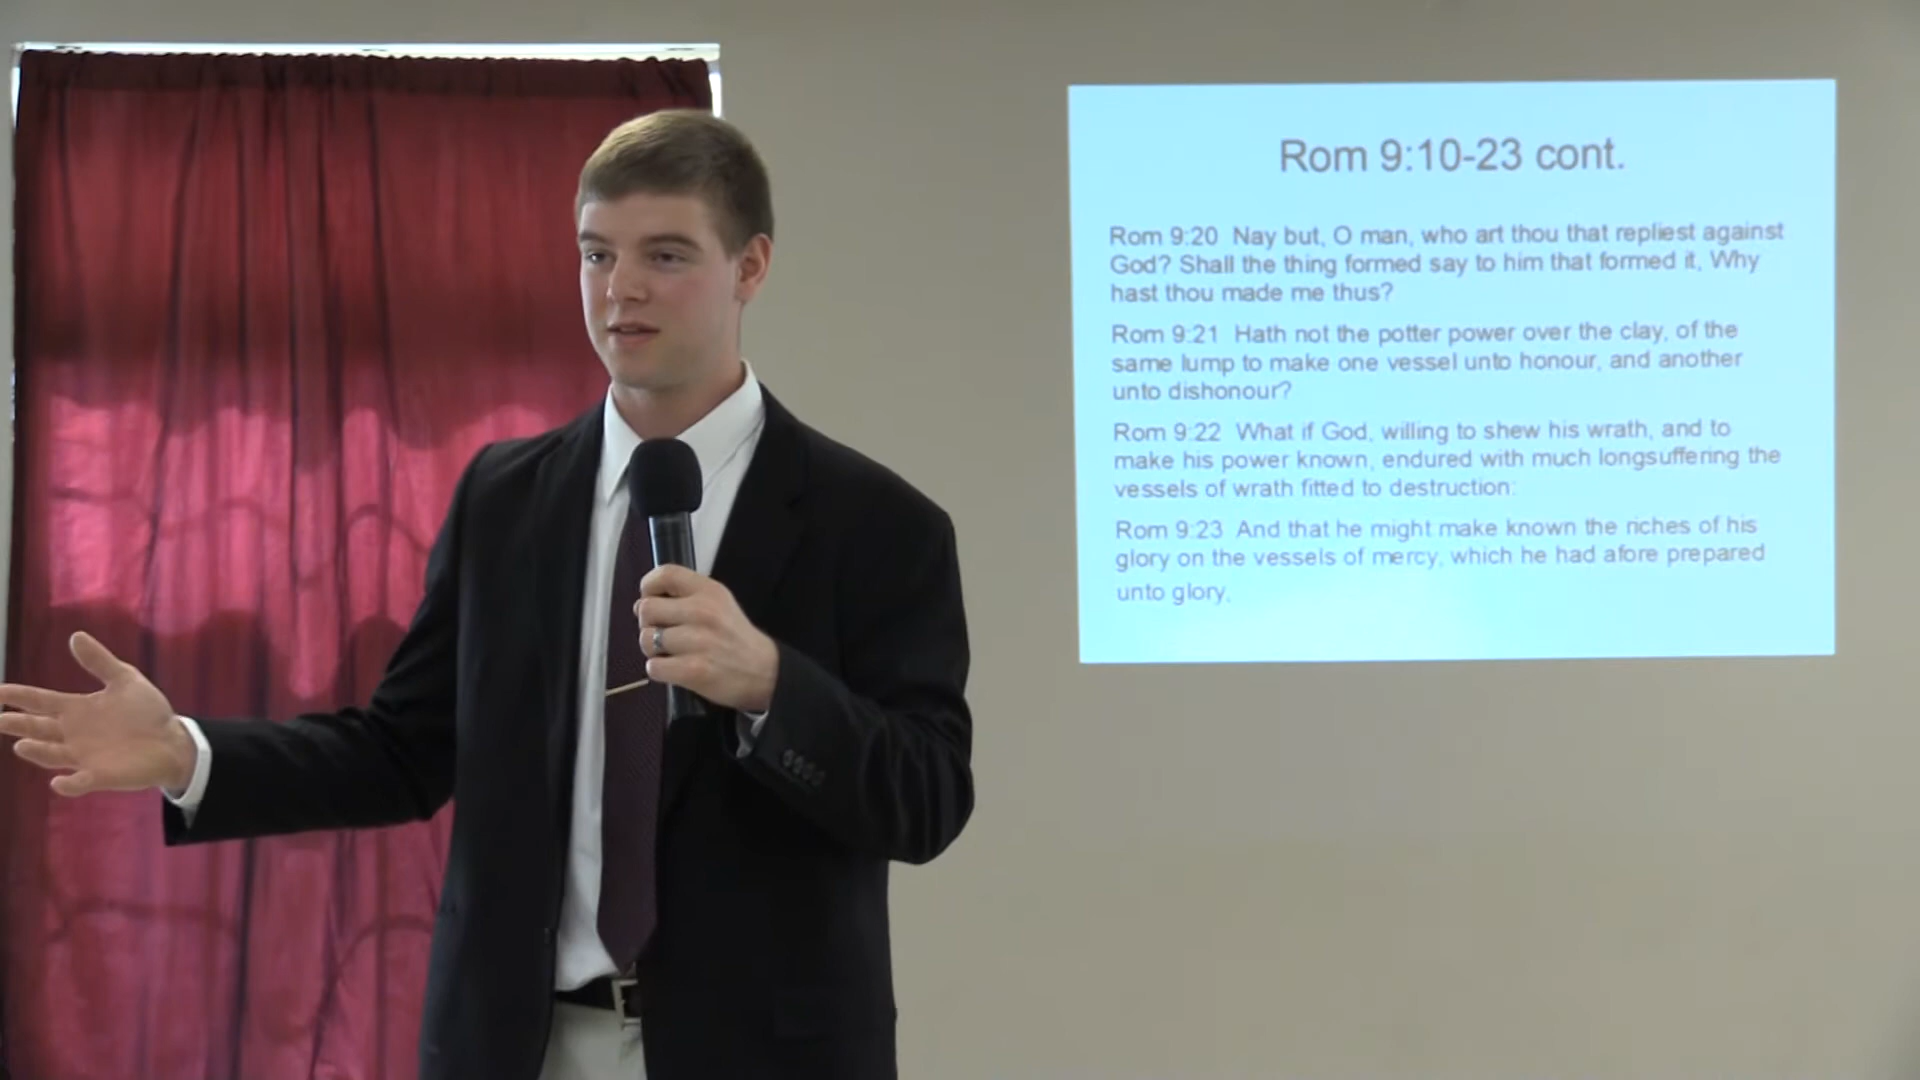 Rom 9:10-23 cont.
Rom 9:20 Nay but, O man, who art thou that repliest against
God? Shall the thing formed say to him that formed it, Why
hast thou made me thus?
Rom 9:21 Hath not the potter power over the clay, of the
same lump to make one vessel unto honour, and another
unto dishonour?
Rom 9:22 What if God, willing to shew his wrath, and to
make his power known, endured with much longsuffering the
vessels of wrath fitted to destruction:
Rom 9:23 And that he might make known the riches of his
glory on the vessels of mercy, which he had afore prepared
unto glory,